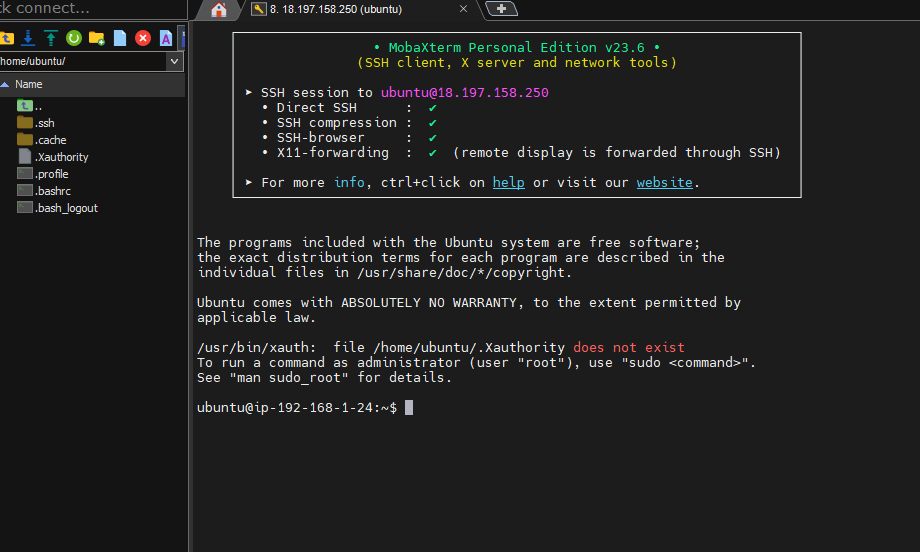 ck connect...
8. 18.197.158.250 (ubuntu)
home/ubuntu/
Name
..
.ssh
.cache
.Xauthority
.profile
.bashrc
.bash_logout
• MobaXterm Personal Edition v23.6 •
(SSH client, X server and network tools)
➤ SSH session to ubuntu@18.197.158.250
• Direct SSH : ✔
• SSH compression : ✔
• SSH-browser : ✔
• X11-forwarding : ✔ (remote display is forwarded through SSH)
➤ For more info, ctrl+click on help or visit our website.
The programs included with the Ubuntu system are free software;
the exact distribution terms for each program are described in the
individual files in /usr/share/doc/*/copyright.
Ubuntu comes with ABSOLUTELY NO WARRANTY, to the extent permitted by
applicable law.
/usr/bin/xauth: file /home/ubuntu/.Xauthority does not exist
To run a command as administrator (user "root"), use "sudo <command>".
See "man sudo_root" for details.
ubuntu@ip-192-168-1-24:~$